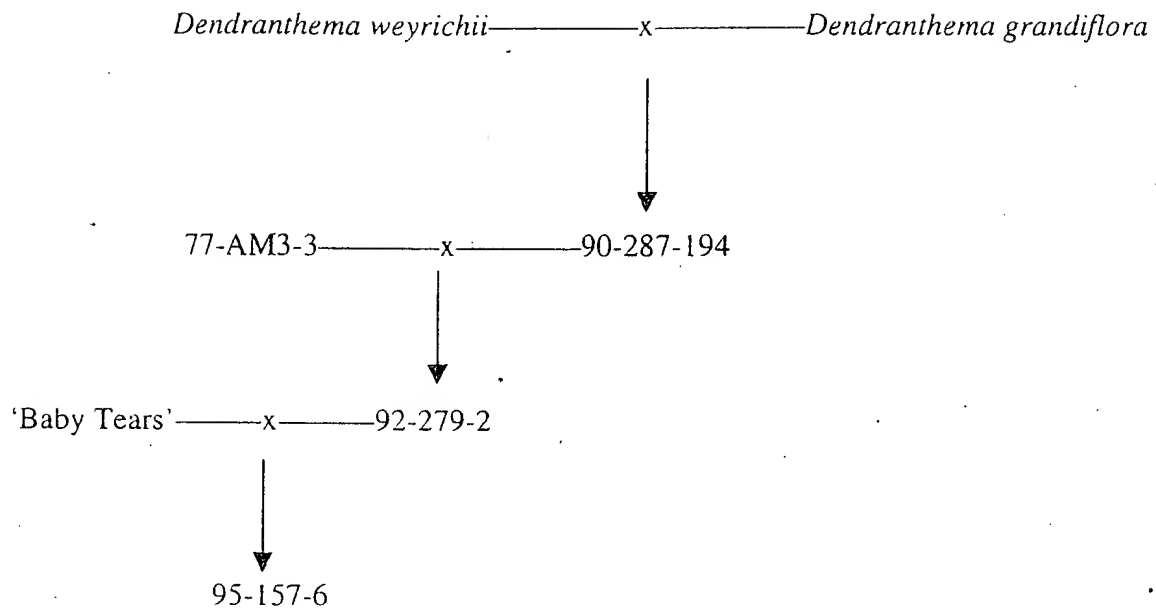 Dendranthema weyrichii x Dendranthema grandiflora
77-AM3-3 x 90-287-194
'Baby Tears' x 92-279-2
95-157-6